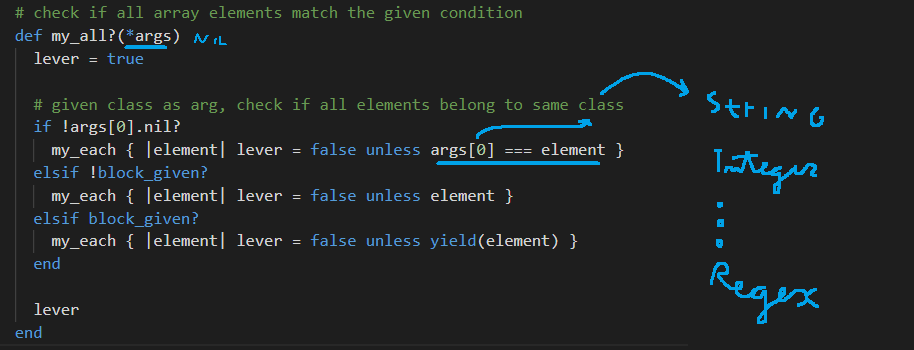 # check if all array elements match the given condition
def my_all?(*args) NiL
  lever = true

  # given class as arg, check if all elements belong to same class
  if !args[0].nil?
    my_each { |element| lever = false unless args[0] === element }
  elsif !block_given?
    my_each { |element| lever = false unless element }
  elsif block_given?
    my_each { |element| lever = false unless yield(element) }
  end

  lever
end
String
Integer
Regex